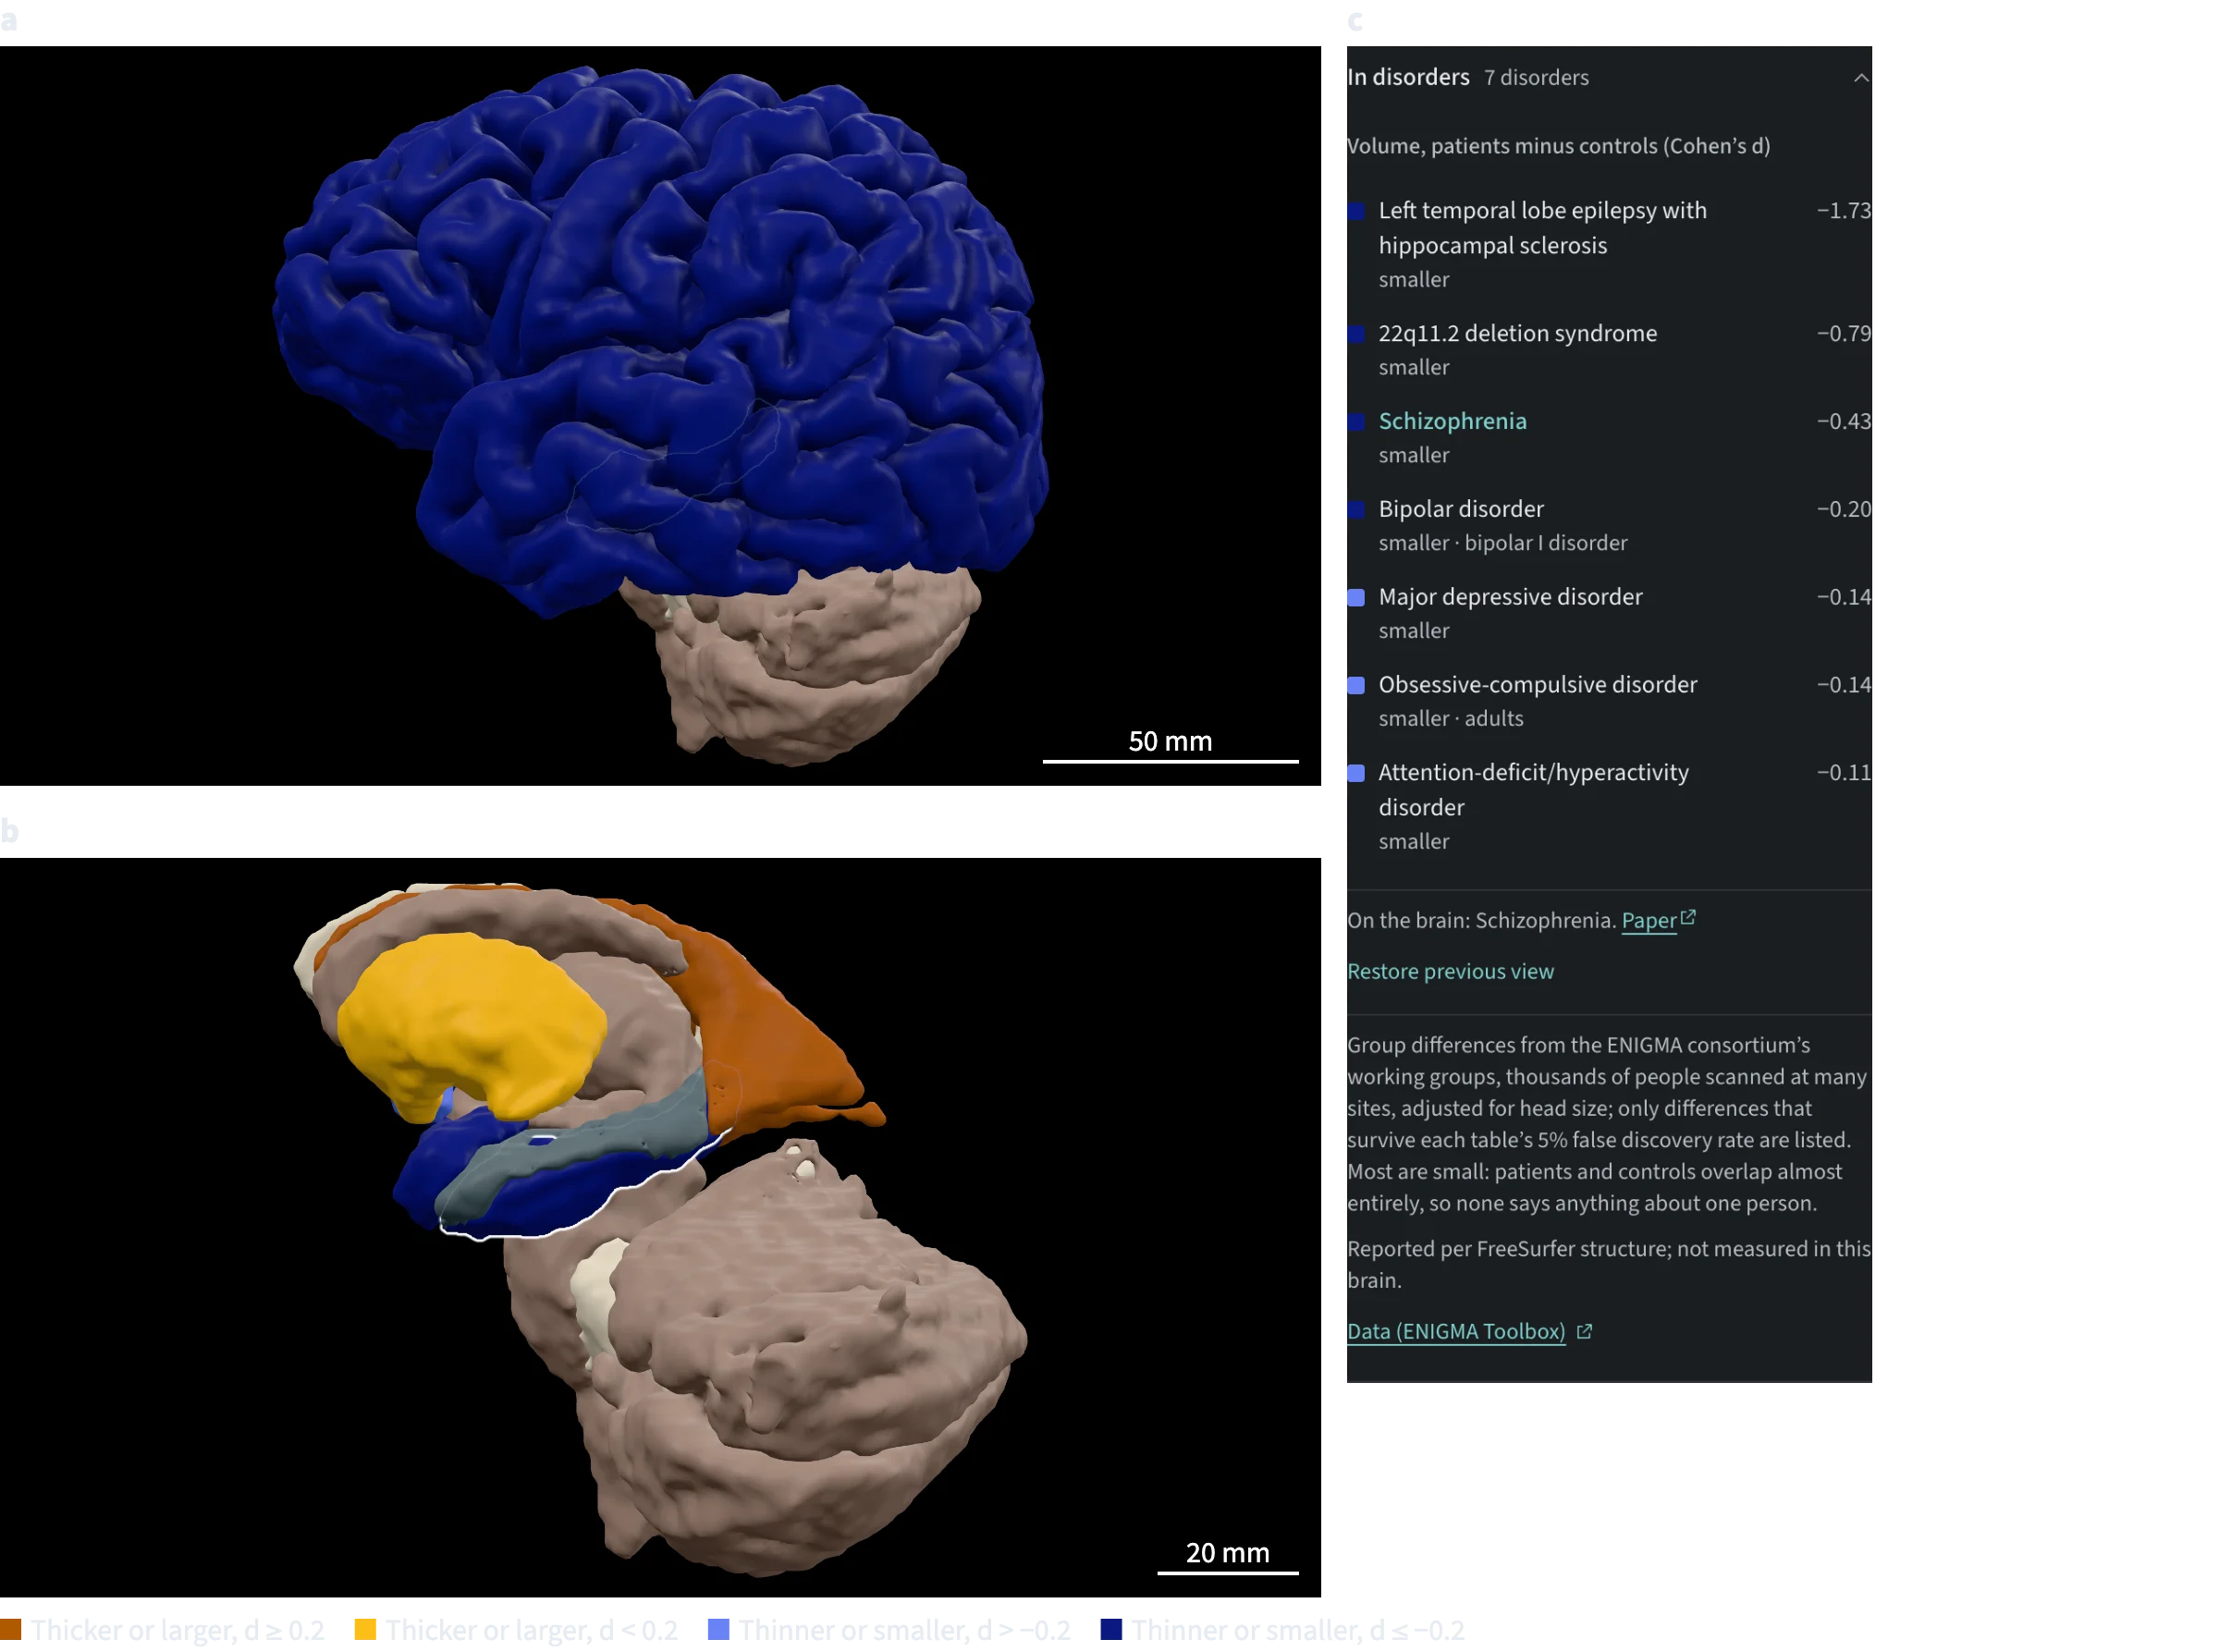 a
50 mm
b
20 mm
c
In disorders 7 disorders
Volume, patients minus controls (Cohen’s d)
Left temporal lobe epilepsy with −1.73
hippocampal sclerosis
smaller
22q11.2 deletion syndrome −0.79
smaller
Schizophrenia −0.43
smaller
Bipolar disorder −0.20
smaller · bipolar I disorder
Major depressive disorder −0.14
smaller
Obsessive-compulsive disorder −0.14
smaller · adults
Attention-deficit/hyperactivity −0.11
disorder
smaller
On the brain: Schizophrenia. Paper
Restore previous view
Group differences from the ENIGMA consortium’s
working groups, thousands of people scanned at many
sites, adjusted for head size; only differences that
survive each table’s 5% false discovery rate are listed.
Most are small: patients and controls overlap almost
entirely, so none says anything about one person.
Reported per FreeSurfer structure; not measured in this
brain.
Data (ENIGMA Toolbox)
Thicker or larger, d ≥ 0.2 Thicker or larger, d < 0.2 Thinner or smaller, d > −0.2 Thinner or smaller, d ≤ −0.2